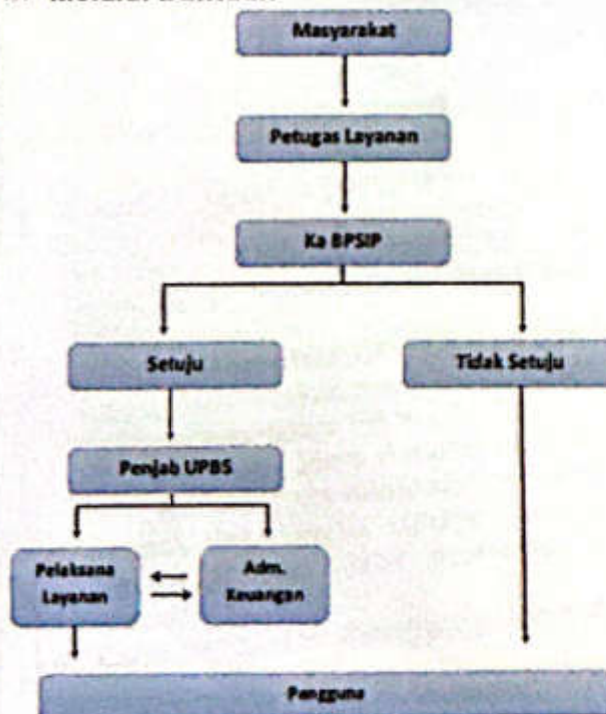 Masyarakat
Petugas Layanan
Ka BPSIP
Setuju
Tidak Setuju
Penjab UPBS
Pelaksana
Layanan
Adm.
Keuangan
Pengguna